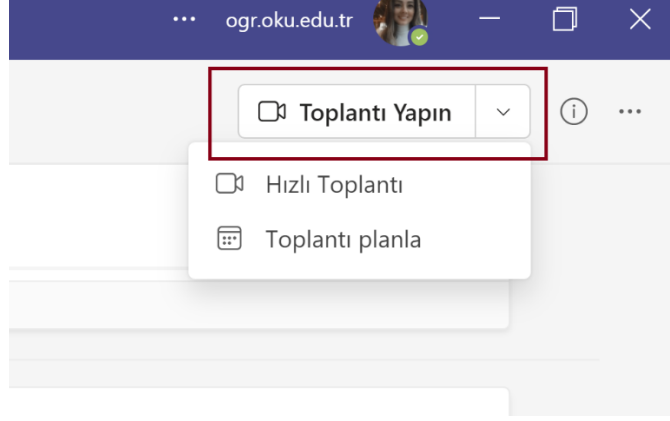 ogr.oku.edu.tr
Toplantı Yapın
Hızlı Toplantı
Toplantı planla